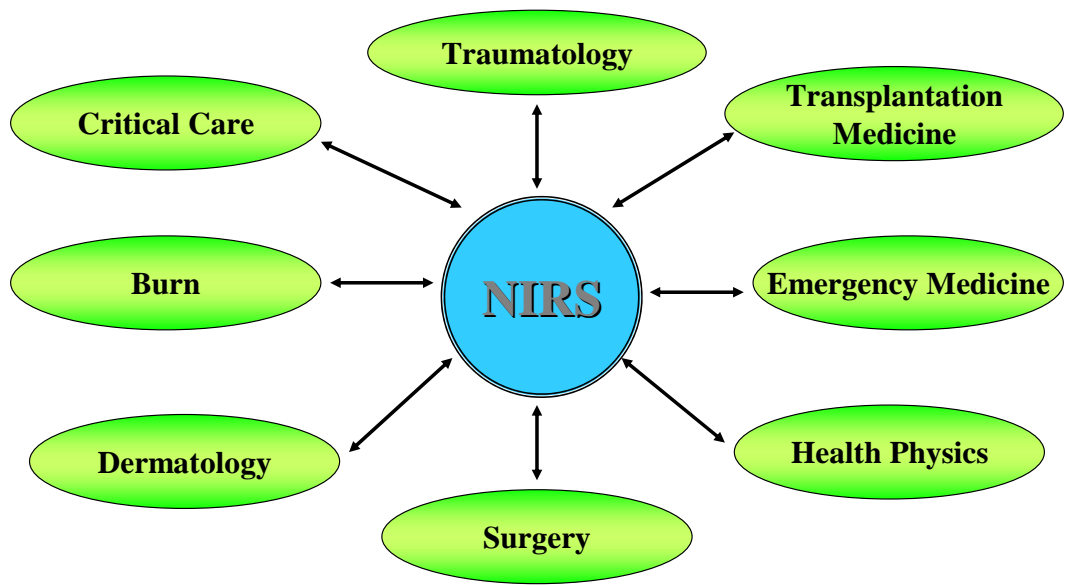 Traumatology
Transplantation
Medicine
Critical Care
Burn
NIRS
Emergency Medicine
Dermatology
Health Physics
Surgery